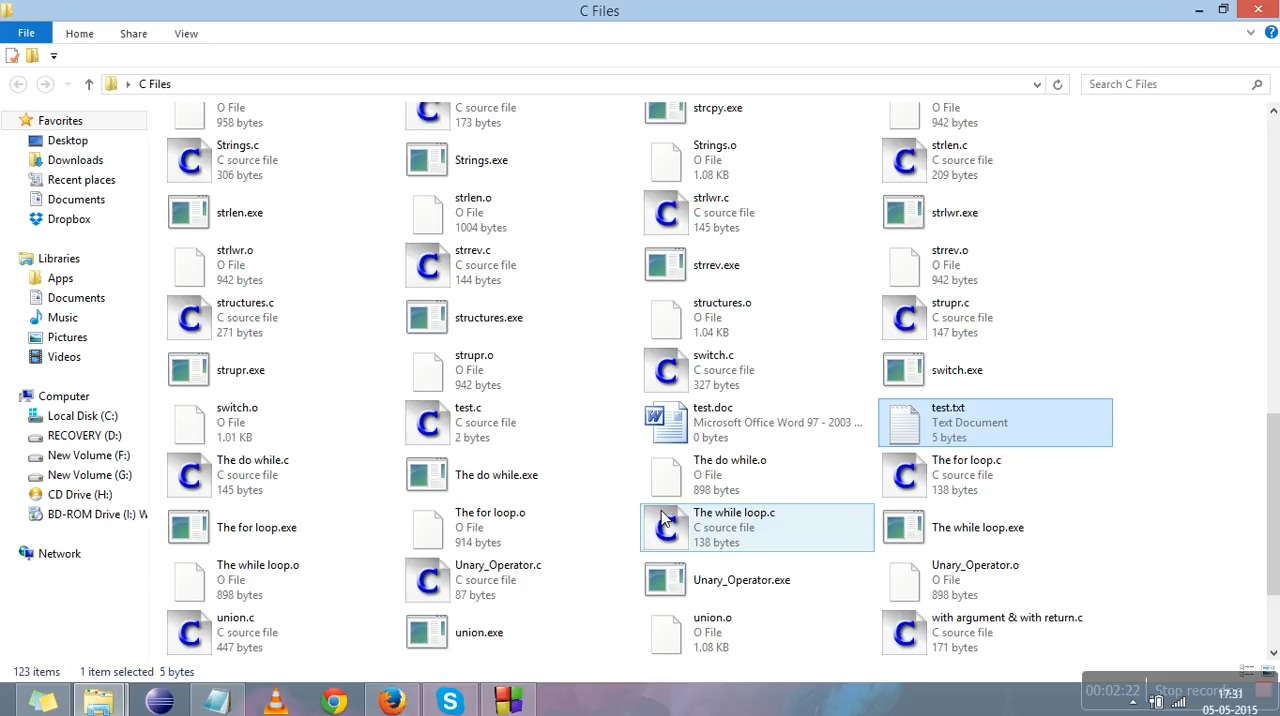 C Files
File
Home
Share
View
C Files
Search C Files
Favorites
Desktop
Downloads
Recent places
Documents
Dropbox
Libraries
Apps
Documents
Music
Pictures
Videos
Computer
Local Disk (C:)
RECOVERY (D:)
New Volume (F:)
New Volume (G:)
CD Drive (H:)
BD-ROM Drive (I:) W
Network
O File
958 bytes
C source file
173 bytes
strcpy.exe
O File
942 bytes
Strings.c
C source file
306 bytes
Strings.exe
Strings.o
O File
1.08 KB
strlen.c
C source file
209 bytes
strlen.exe
strlen.o
O File
1004 bytes
strlwr.c
C source file
145 bytes
strlwr.exe
strlwr.o
O File
942 bytes
strrev.c
C source file
144 bytes
strrev.exe
strrev.o
O File
942 bytes
structures.c
C source file
271 bytes
structures.exe
structures.o
O File
1.04 KB
strupr.c
C source file
147 bytes
strupr.exe
strupr.o
O File
942 bytes
switch.c
C source file
327 bytes
switch.exe
switch.o
O File
1.01 KB
test.c
C source file
2 bytes
test.doc
Microsoft Office Word 97 - 2003 ...
0 bytes
test.txt
Text Document
5 bytes
The do while.c
C source file
145 bytes
The do while.exe
The do while.o
O File
898 bytes
The for loop.c
C source file
138 bytes
The for loop.exe
The for loop.o
O File
914 bytes
The while loop.c
C source file
138 bytes
The while loop.exe
The while loop.o
O File
898 bytes
Unary_Operator.c
C source file
87 bytes
Unary_Operator.exe
Unary_Operator.o
O File
898 bytes
union.c
C source file
447 bytes
union.exe
union.o
O File
1.08 KB
with argument & with return.c
C source file
171 bytes
123 items
1 item selected 5 bytes
00:02:22
Stop recording
17:31
05-05-2015